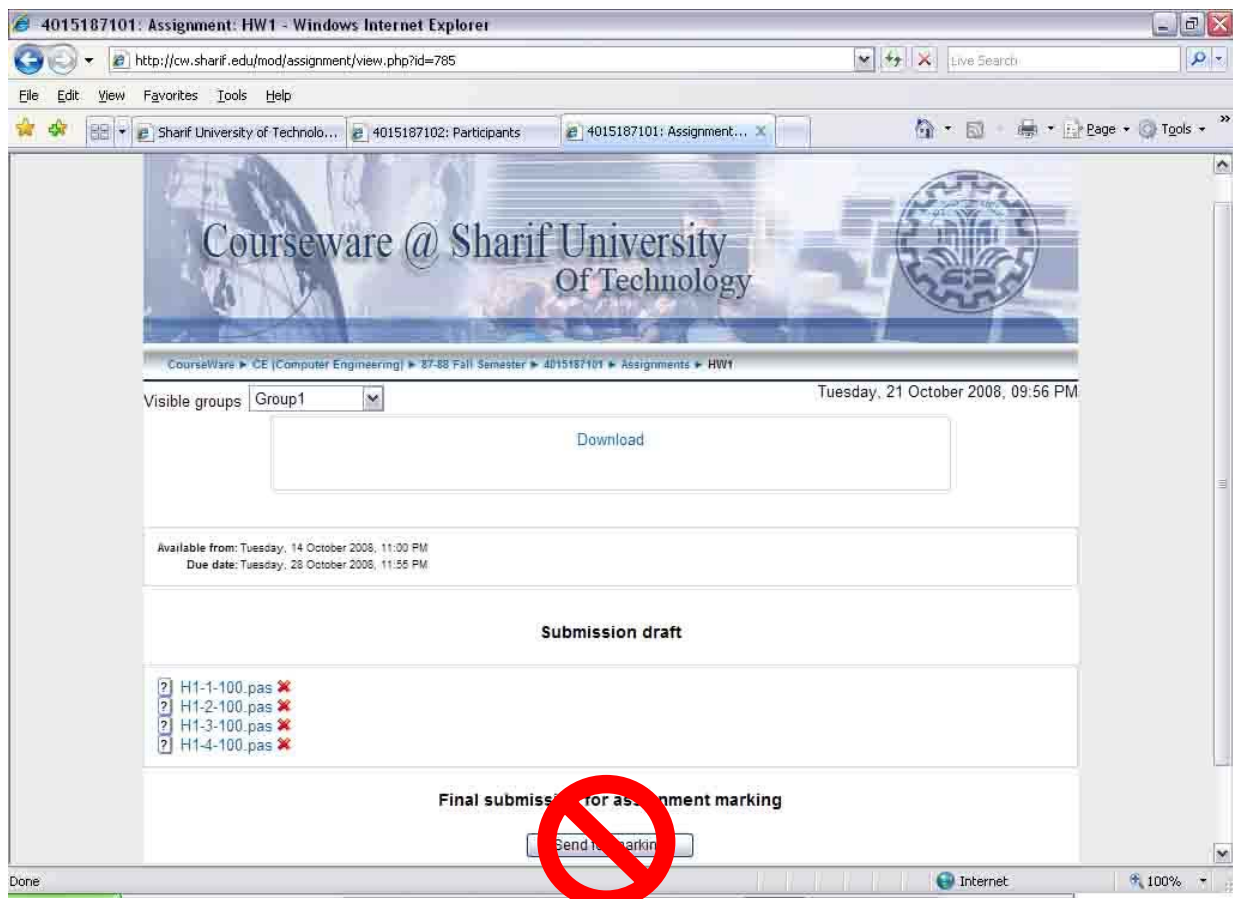 4015187101: Assignment: HW1 - Windows Internet Explorer
http://cw.sharif.edu/mod/assignment/view.php?id=785
Live Search
File Edit View Favorites Tools Help
Sharif University of Technolo... 4015187102: Participants 4015187101: Assignment... Page Tools
Courseware @ Sharif University
Of Technology
CourseWare ► CE (Computer Engineering) ► 87-88 Fall Semester ► 4015187101 ► Assignments ► HW1
Visible groups Group1 Tuesday, 21 October 2008, 09:56 PM
Download
Available from: Tuesday, 14 October 2008, 11:00 PM
Due date: Tuesday, 28 October 2008, 11:55 PM
Submission draft
H1-1-100.pas
H1-2-100.pas
H1-3-100.pas
H1-4-100.pas
Final submission for assignment marking
Send for marking
Done Internet 100%